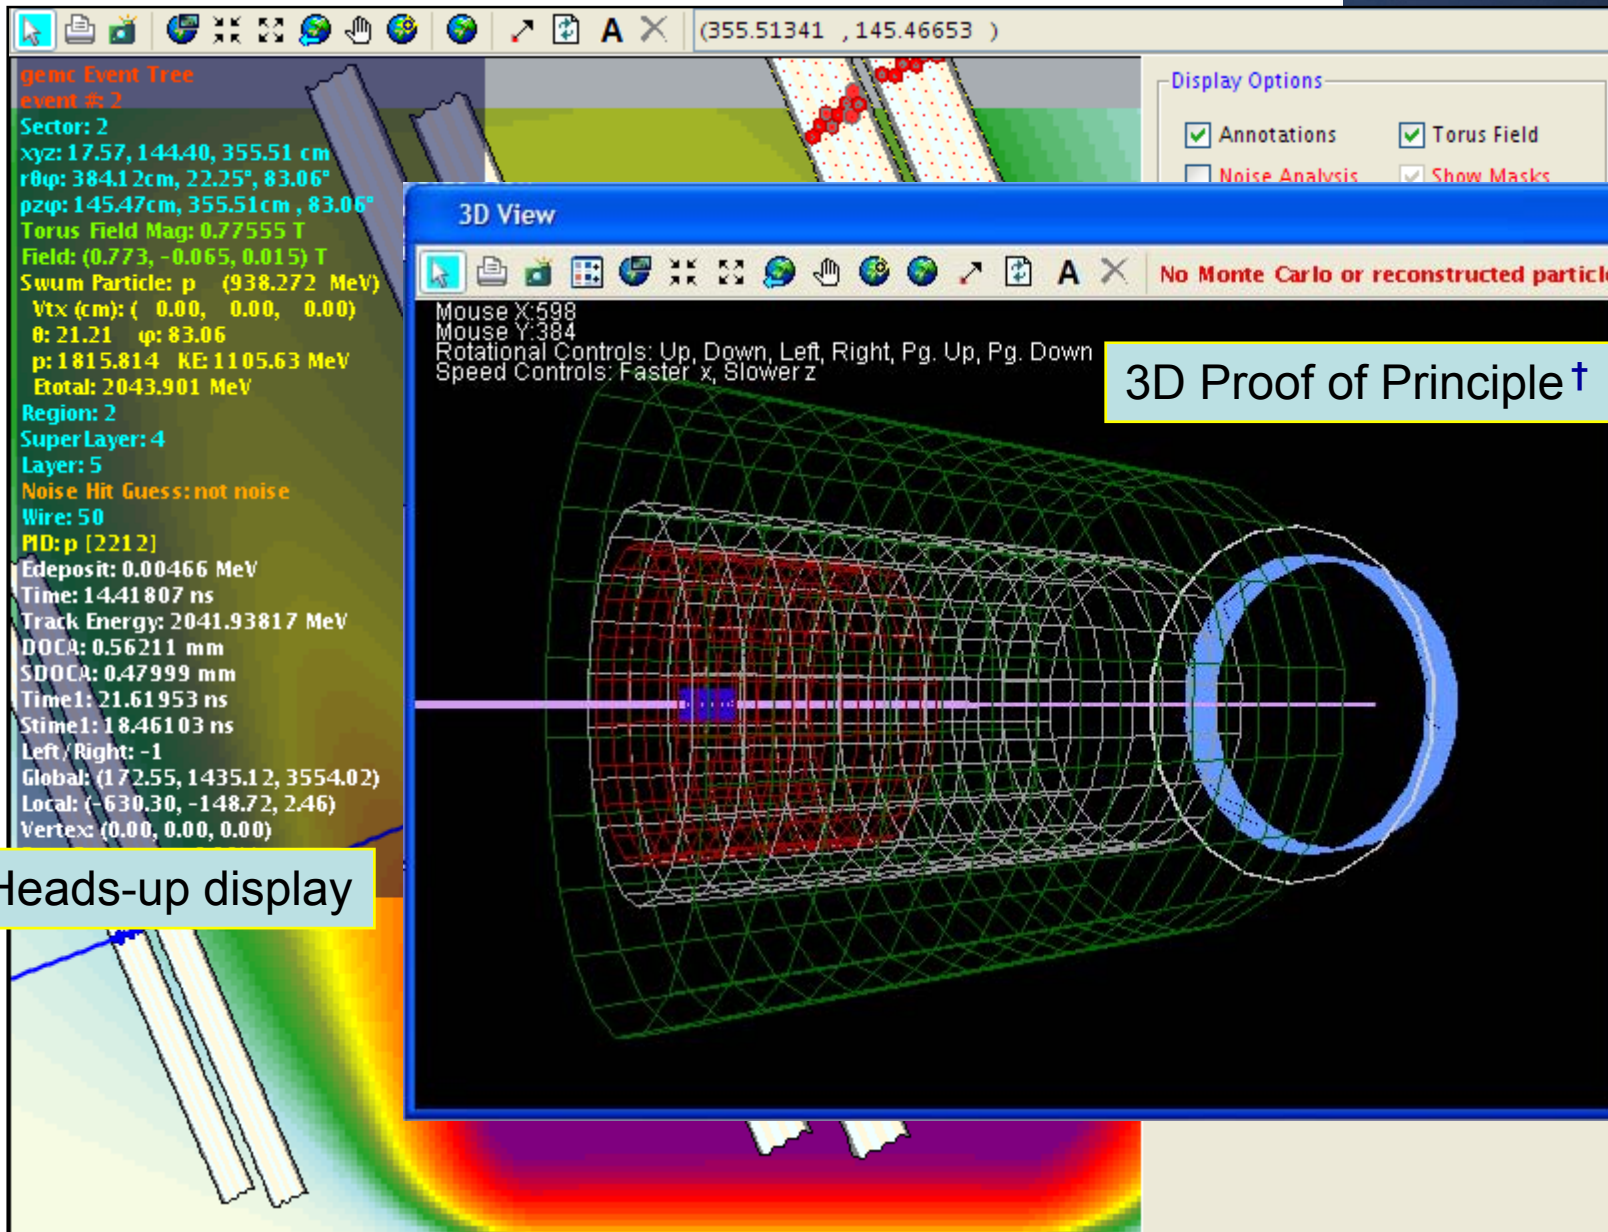 (355.51341 ,145.46653 )
gemc Event Tree
event #: 2
Sector: 2
xyz: 17.57, 144.40, 355.51 cm
rθφ: 384.12cm, 22.25°, 83.06°
ρzφ: 145.47cm, 355.51cm , 83.06°
Torus Field Mag: 0.77555 T
Field: (0.773, -0.065, 0.015) T
Swum Particle: p (938.272 MeV)
Vtx (cm): ( 0.00, 0.00, 0.00)
θ: 21.21 φ: 83.06
p: 1815.814 KE: 1105.63 MeV
Etotal: 2043.901 MeV
Region: 2
SuperLayer: 4
Layer: 5
Noise Hit Guess: not noise
Wire: 50
PID: p [2212]
Edeposit: 0.00466 MeV
Time: 14.41807 ns
Track Energy: 2041.93817 MeV
DOCA: 0.56211 mm
SDOCA: 0.47999 mm
Time1: 21.61953 ns
Stime1: 18.46103 ns
Left/Right: -1
Global: (172.55, 1435.12, 3554.02)
Local: (-630.30, -148.72, 2.46)
Vertex: (0.00, 0.00, 0.00)
Heads-up display
Display Options
Annotations Torus Field
Noise Analysis Show Masks
3D View
A
No Monte Carlo or reconstructed particle
Mouse X:598
Mouse Y:384
Rotational Controls: Up, Down, Left, Right, Pg. Up, Pg. Down
Speed Controls: Faster x, Slower z
3D Proof of Principle†